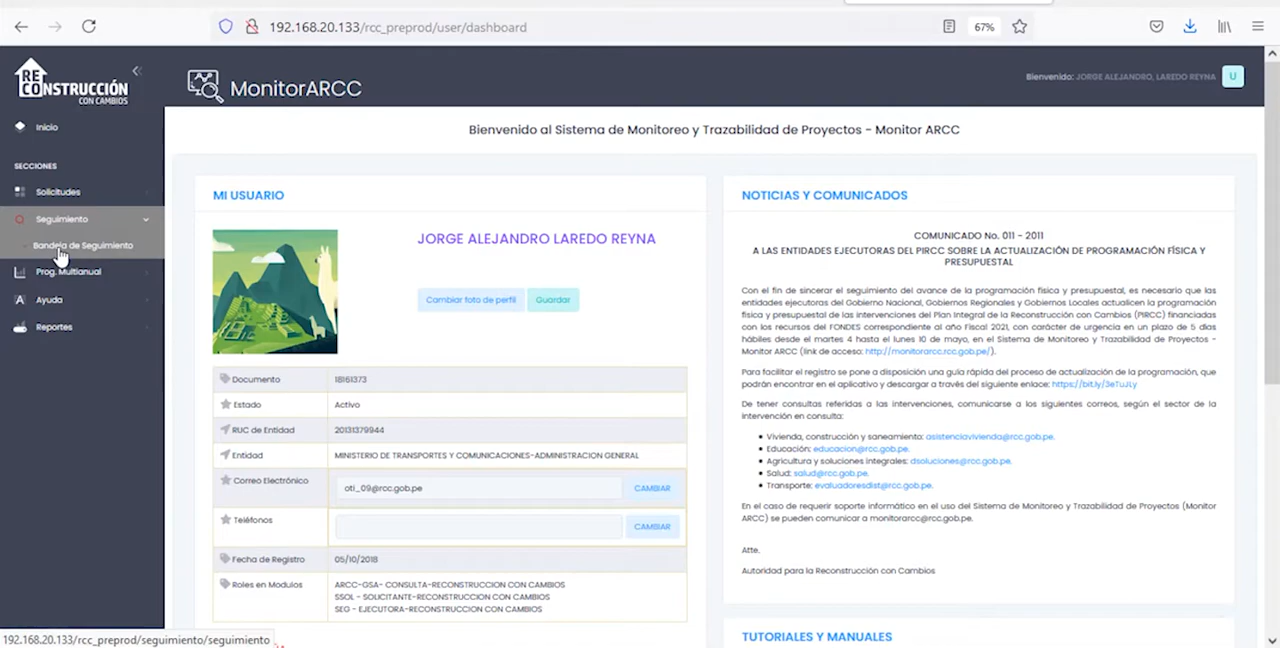 192.168.20.133/rcc_preprod/user/dashboard
67%
RE
CONSTRUCCIÓN
CON CAMBIOS
MonitorARCC
Bienvenido: JORGE ALEJANDRO, LAREDO REYNA
U
Inicio
SECCIONES
Solicitudes
Seguimiento
Bandeja de Seguimiento
Prog. Multianual
Ayuda
Reportes
Bienvenido al Sistema de Monitoreo y Trazabilidad de Proyectos - Monitor ARCC
MI USUARIO
JORGE ALEJANDRO LAREDO REYNA
Cambiar foto de perfil
Guardar
Documento 18161373
Estado Activo
RUC de Entidad 20131379944
Entidad MINISTERIO DE TRANSPORTES Y COMUNICACIONES-ADMINISTRACION GENERAL
Correo Electrónico oti_09@rcc.gob.pe CAMBIAR
Teléfonos CAMBIAR
Fecha de Registro 05/10/2018
Roles en Modulos ARCC-GSA- CONSULTA-RECONSTRUCCION CON CAMBIOS
SSOL - SOLICITANTE-RECONSTRUCCION CON CAMBIOS
SEG - EJECUTORA-RECONSTRUCCION CON CAMBIOS
NOTICIAS Y COMUNICADOS
COMUNICADO No. 011 - 2011
A LAS ENTIDADES EJECUTORAS DEL PIRCC SOBRE LA ACTUALIZACIÓN DE PROGRAMACIÓN FÍSICA Y
PRESUPUESTAL
Con el fin de sincerar el seguimiento del avance de la programación física y presupuestal, es necesario que las
entidades ejecutoras del Gobierno Nacional, Gobiernos Regionales y Gobiernos Locales actualicen la programación
física y presupuestal de las intervenciones del Plan Integral de la Reconstrucción con Cambios (PIRCC) financiadas
con los recursos del FONDES correspondiente al año Fiscal 2021, con carácter de urgencia en un plazo de 5 días
hábiles desde el martes 4 hasta el lunes 10 de mayo, en el Sistema de Monitoreo y Trazabilidad de Proyectos -
Monitor ARCC (link de acceso: http://monitorarcc.rcc.gob.pe/).
Para facilitar el registro se pone a disposición una guía rápida del proceso de actualización de la programación, que
podrán encontrar en el aplicativo y descargar a través del siguiente enlace: https://bit.ly/3eTuJLy
De tener consultas referidas a las intervenciones, comunicarse a los siguientes correos, según el sector de la
intervención en consulta:
• Vivienda, construcción y saneamiento: asistenciavivienda@rcc.gob.pe.
• Educación: educacion@rcc.gob.pe.
• Agricultura y soluciones integrales: dsoluciones@rcc.gob.pe.
• Salud: salud@rcc.gob.pe.
• Transporte: evaluadoresdist@rcc.gob.pe.
En el caso de requerir soporte informático en el uso del Sistema de Monitoreo y Trazabilidad de Proyectos (Monitor
ARCC) se pueden comunicar a monitorarcc@rcc.gob.pe.
Atte.
Autoridad para la Reconstrucción con Cambios
TUTORIALES Y MANUALES
192.168.20.133/rcc_preprod/seguimiento/seguimiento